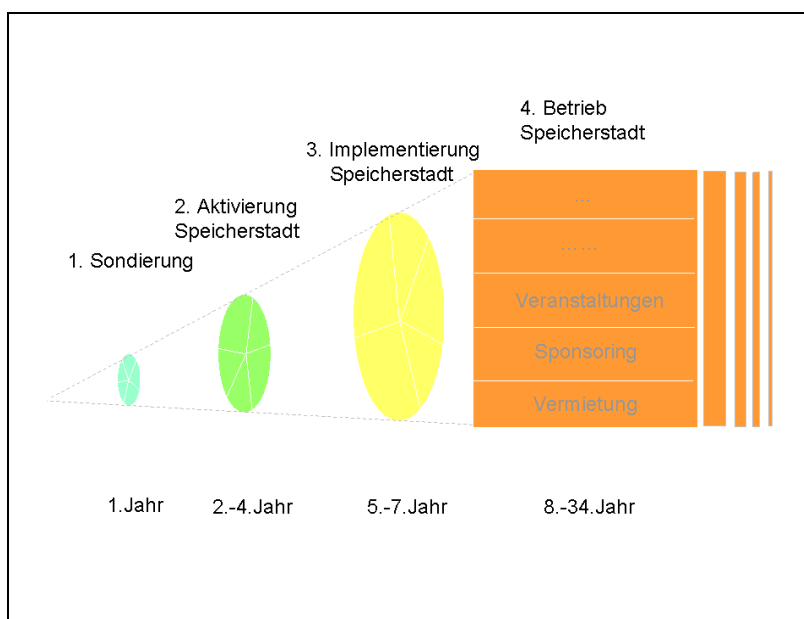 4. Betrieb
Speicherstadt
3. Implementierung
Speicherstadt
2. Aktivierung
Speicherstadt
1. Sondierung
...
... ...
Veranstaltungen
Sponsoring
Vermietung
1.Jahr
2.-4.Jahr
5.-7.Jahr
8.-34.Jahr